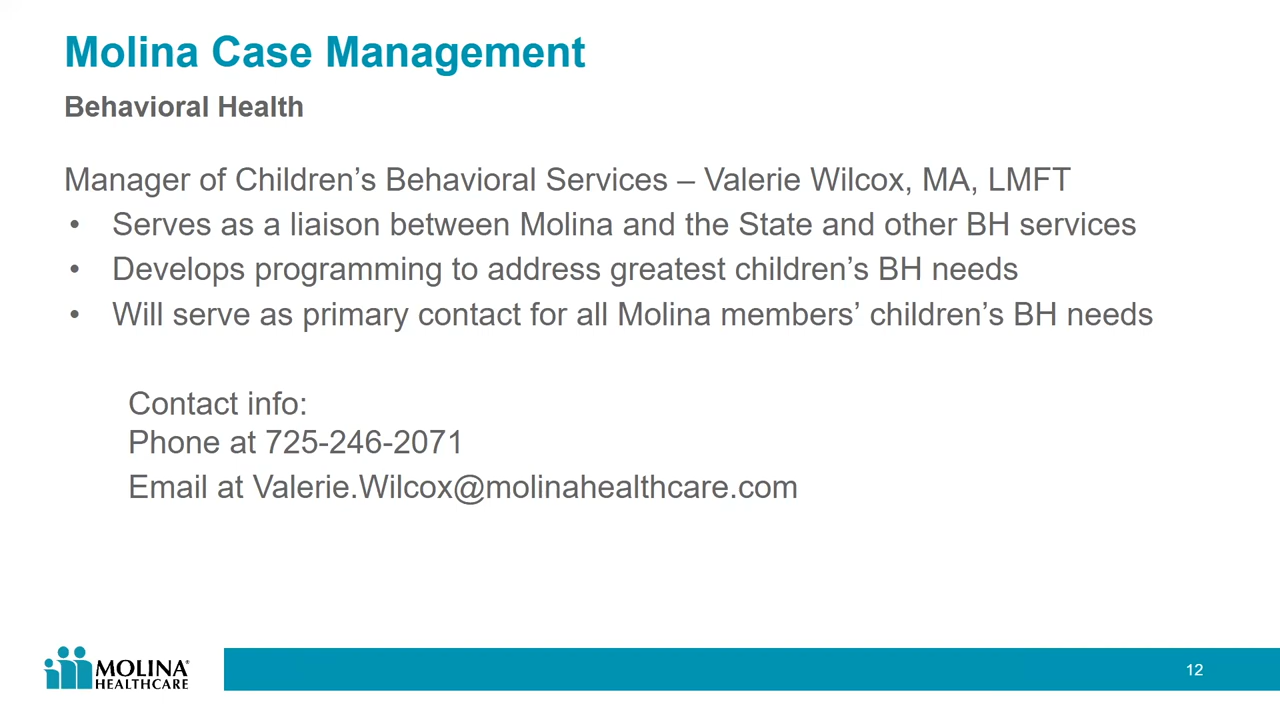 Molina Case Management
Behavioral Health
Manager of Children’s Behavioral Services – Valerie Wilcox, MA, LMFT
• Serves as a liaison between Molina and the State and other BH services
• Develops programming to address greatest children’s BH needs
• Will serve as primary contact for all Molina members’ children’s BH needs
Contact info:
Phone at 725-246-2071
Email at Valerie.Wilcox@molinahealthcare.com
MOLINA®
HEALTHCARE
12